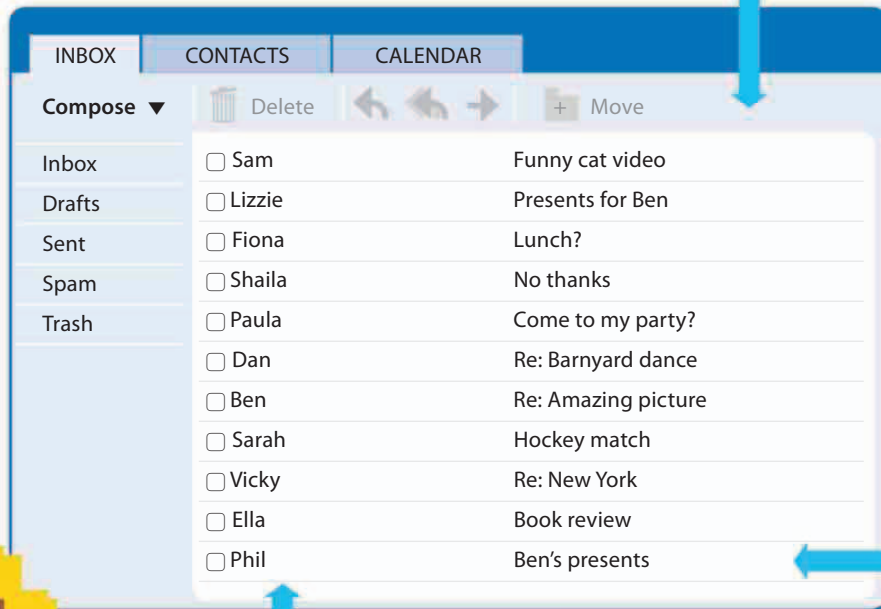 INBOX CONTACTS CALENDAR
Compose ▼ Delete Move
Inbox Sam Funny cat video
Drafts Lizzie Presents for Ben
Sent Fiona Lunch?
Spam Shaila No thanks
Trash Paula Come to my party?
Dan Re: Barnyard dance
Ben Re: Amazing picture
Sarah Hockey match
Vicky Re: New York
Ella Book review
Phil Ben's presents